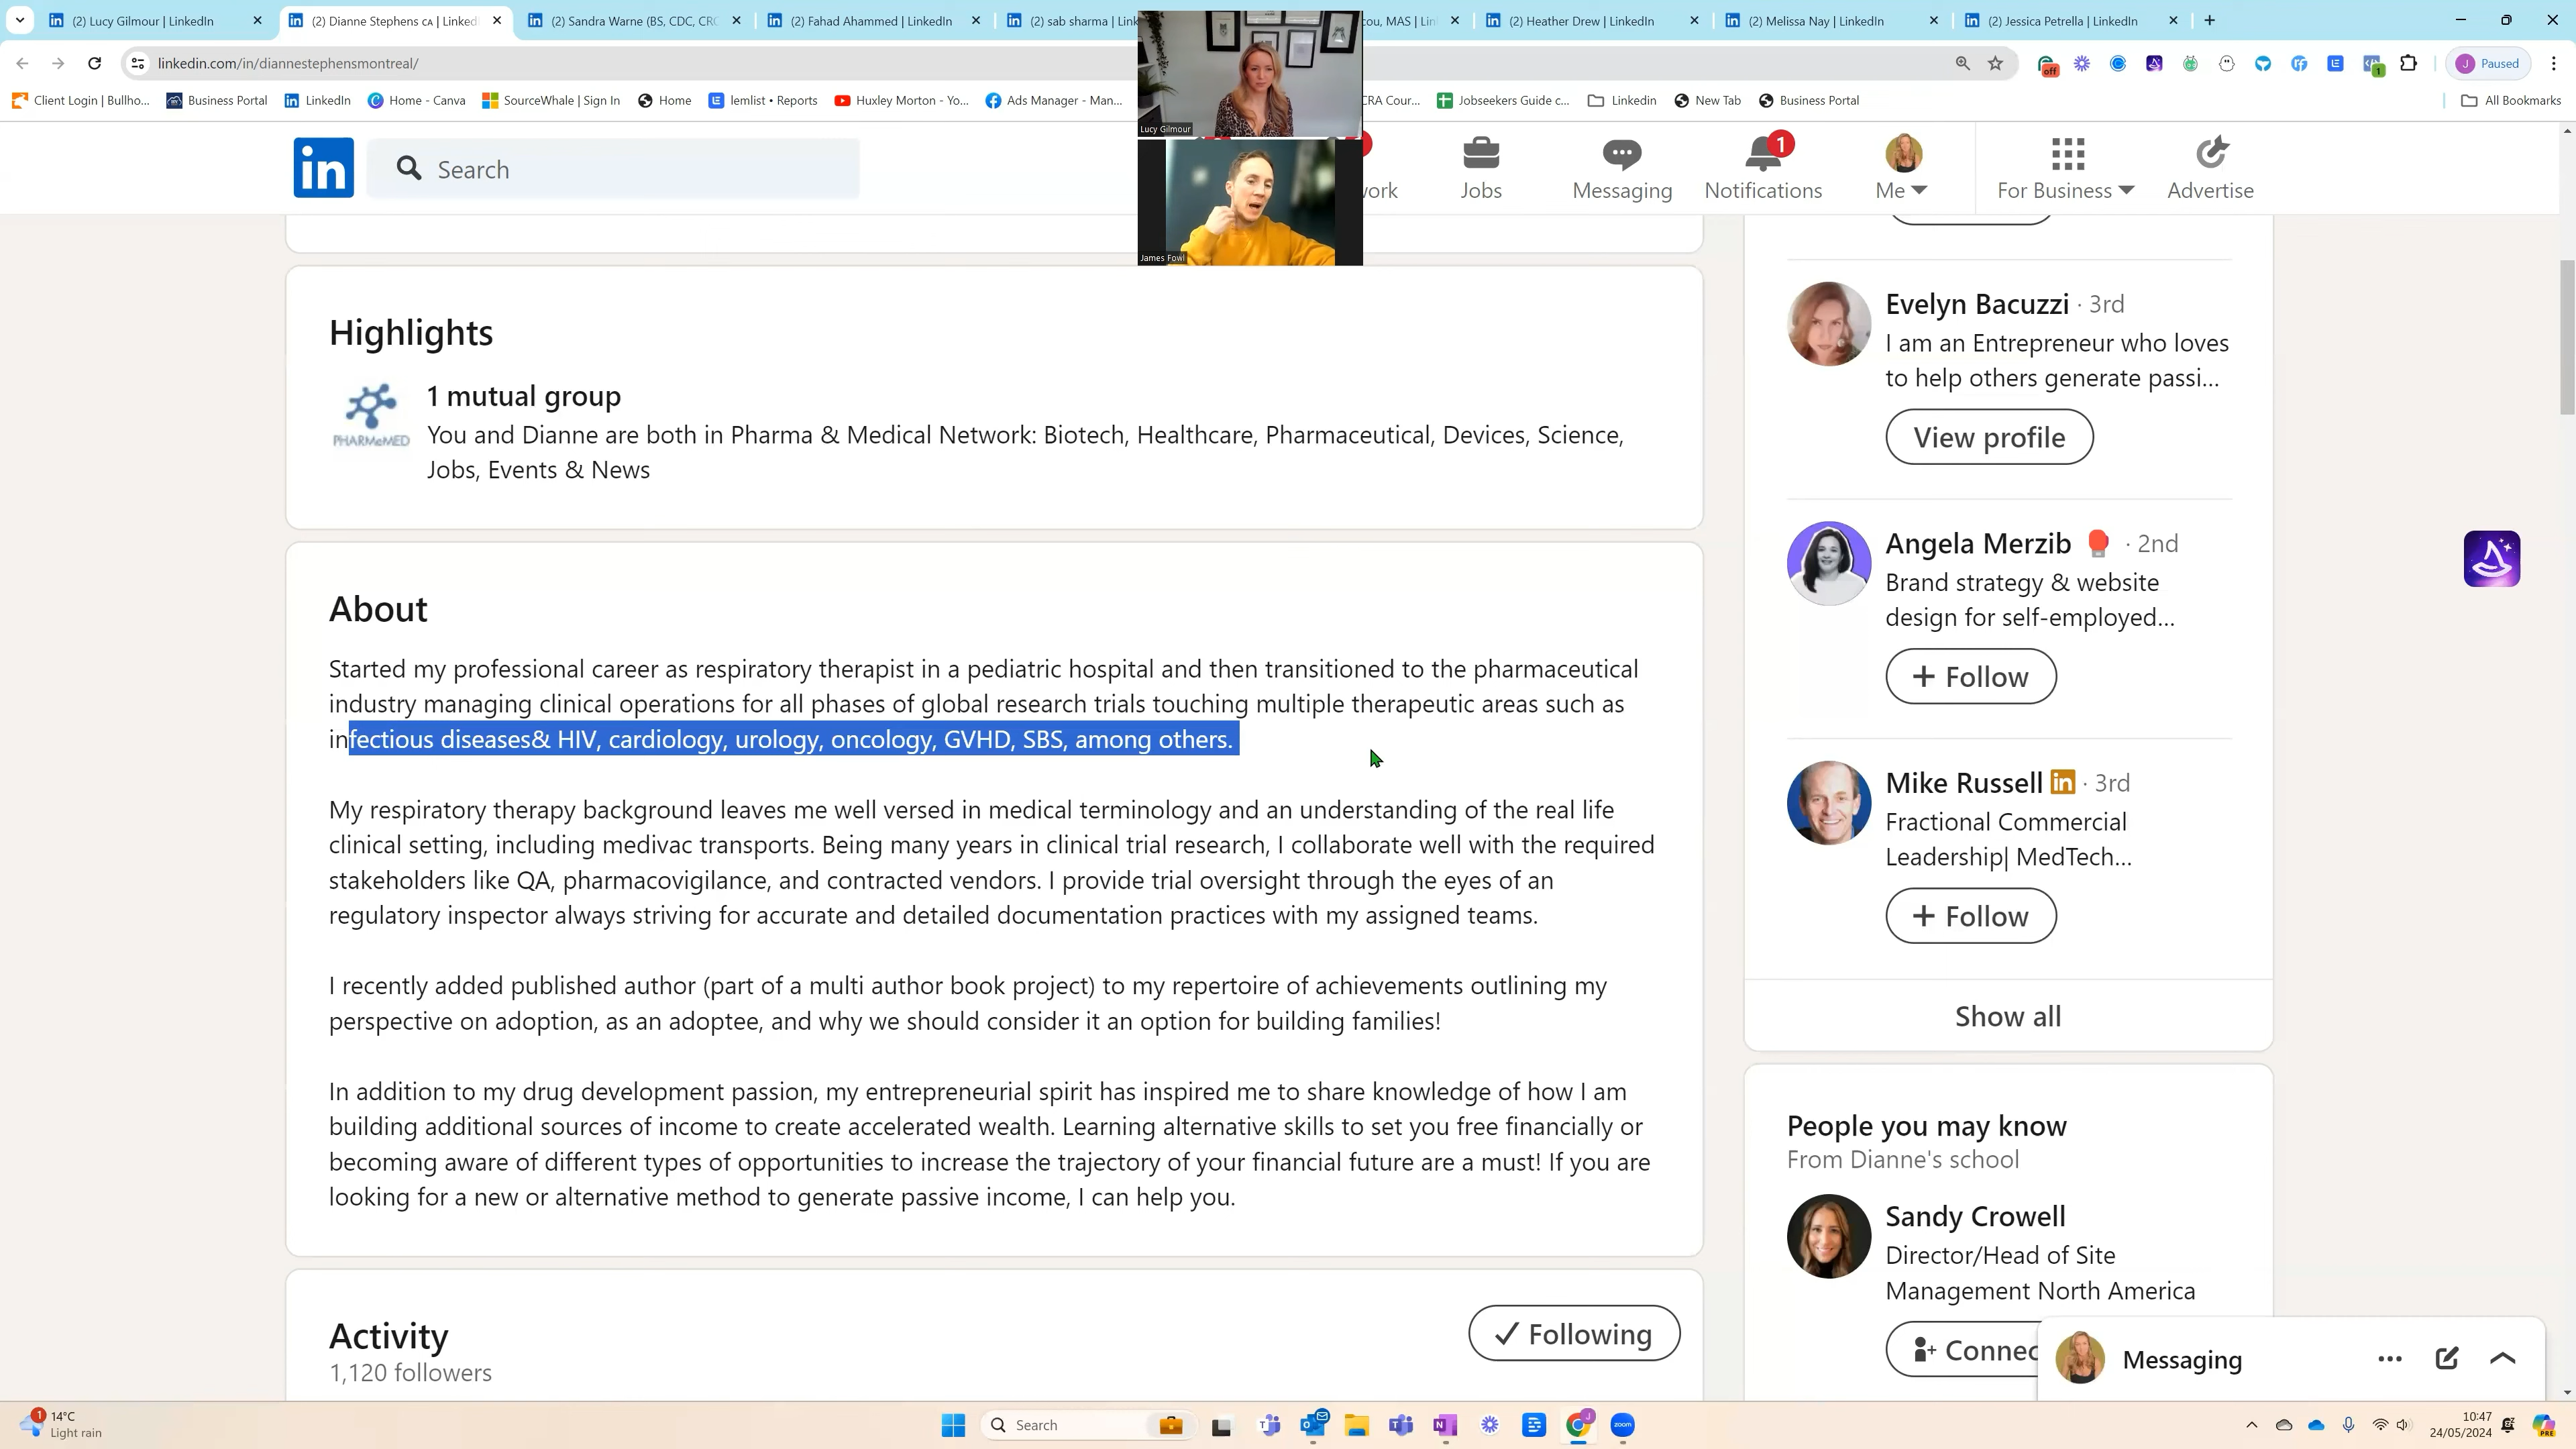 (2) Lucy Gilmour | LinkedIn
(2) Dianne Stephens CA | Linked
(2) Sandra Warne (BS, CDC, CRC
(2) Fahad Ahammed | LinkedIn
(2) sab sharma | Link
cou, MAS | Lin
(2) Heather Drew | LinkedIn
(2) Melissa Nay | LinkedIn
(2) Jessica Petrella | LinkedIn
linkedin.com/in/diannestephensmontreal/
off
1
J Paused
Client Login | Bullho...
Business Portal
LinkedIn
Home - Canva
SourceWhale | Sign In
Home
lemlist • Reports
Huxley Morton - Yo...
Ads Manager - Man...
CRA Cour...
Jobseekers Guide c...
Linkedin
New Tab
Business Portal
All Bookmarks
Lucy Gilmour
James Fowl
in
Search
work
Jobs
Messaging
1
Notifications
Me
For Business
Advertise
Highlights
PHARMeMED
1 mutual group
You and Dianne are both in Pharma & Medical Network: Biotech, Healthcare, Pharmaceutical, Devices, Science,
Jobs, Events & News
About
Started my professional career as respiratory therapist in a pediatric hospital and then transitioned to the pharmaceutical
industry managing clinical operations for all phases of global research trials touching multiple therapeutic areas such as
infectious diseases& HIV, cardiology, urology, oncology, GVHD, SBS, among others.
My respiratory therapy background leaves me well versed in medical terminology and an understanding of the real life
clinical setting, including medivac transports. Being many years in clinical trial research, I collaborate well with the required
stakeholders like QA, pharmacovigilance, and contracted vendors. I provide trial oversight through the eyes of an
regulatory inspector always striving for accurate and detailed documentation practices with my assigned teams.
I recently added published author (part of a multi author book project) to my repertoire of achievements outlining my
perspective on adoption, as an adoptee, and why we should consider it an option for building families!
In addition to my drug development passion, my entrepreneurial spirit has inspired me to share knowledge of how I am
building additional sources of income to create accelerated wealth. Learning alternative skills to set you free financially or
becoming aware of different types of opportunities to increase the trajectory of your financial future are a must! If you are
looking for a new or alternative method to generate passive income, I can help you.
Activity
1,120 followers
Following
Evelyn Bacuzzi · 3rd
I am an Entrepreneur who loves
to help others generate passi...
View profile
Angela Merzib · 2nd
Brand strategy & website
design for self-employed...
+ Follow
Mike Russell in · 3rd
Fractional Commercial
Leadership| MedTech...
+ Follow
Show all
People you may know
From Dianne's school
Sandy Crowell
Director/Head of Site
Management North America
Connec
Messaging
1
14°C
Light rain
Search
zoom
10:47
24/05/2024
PRE